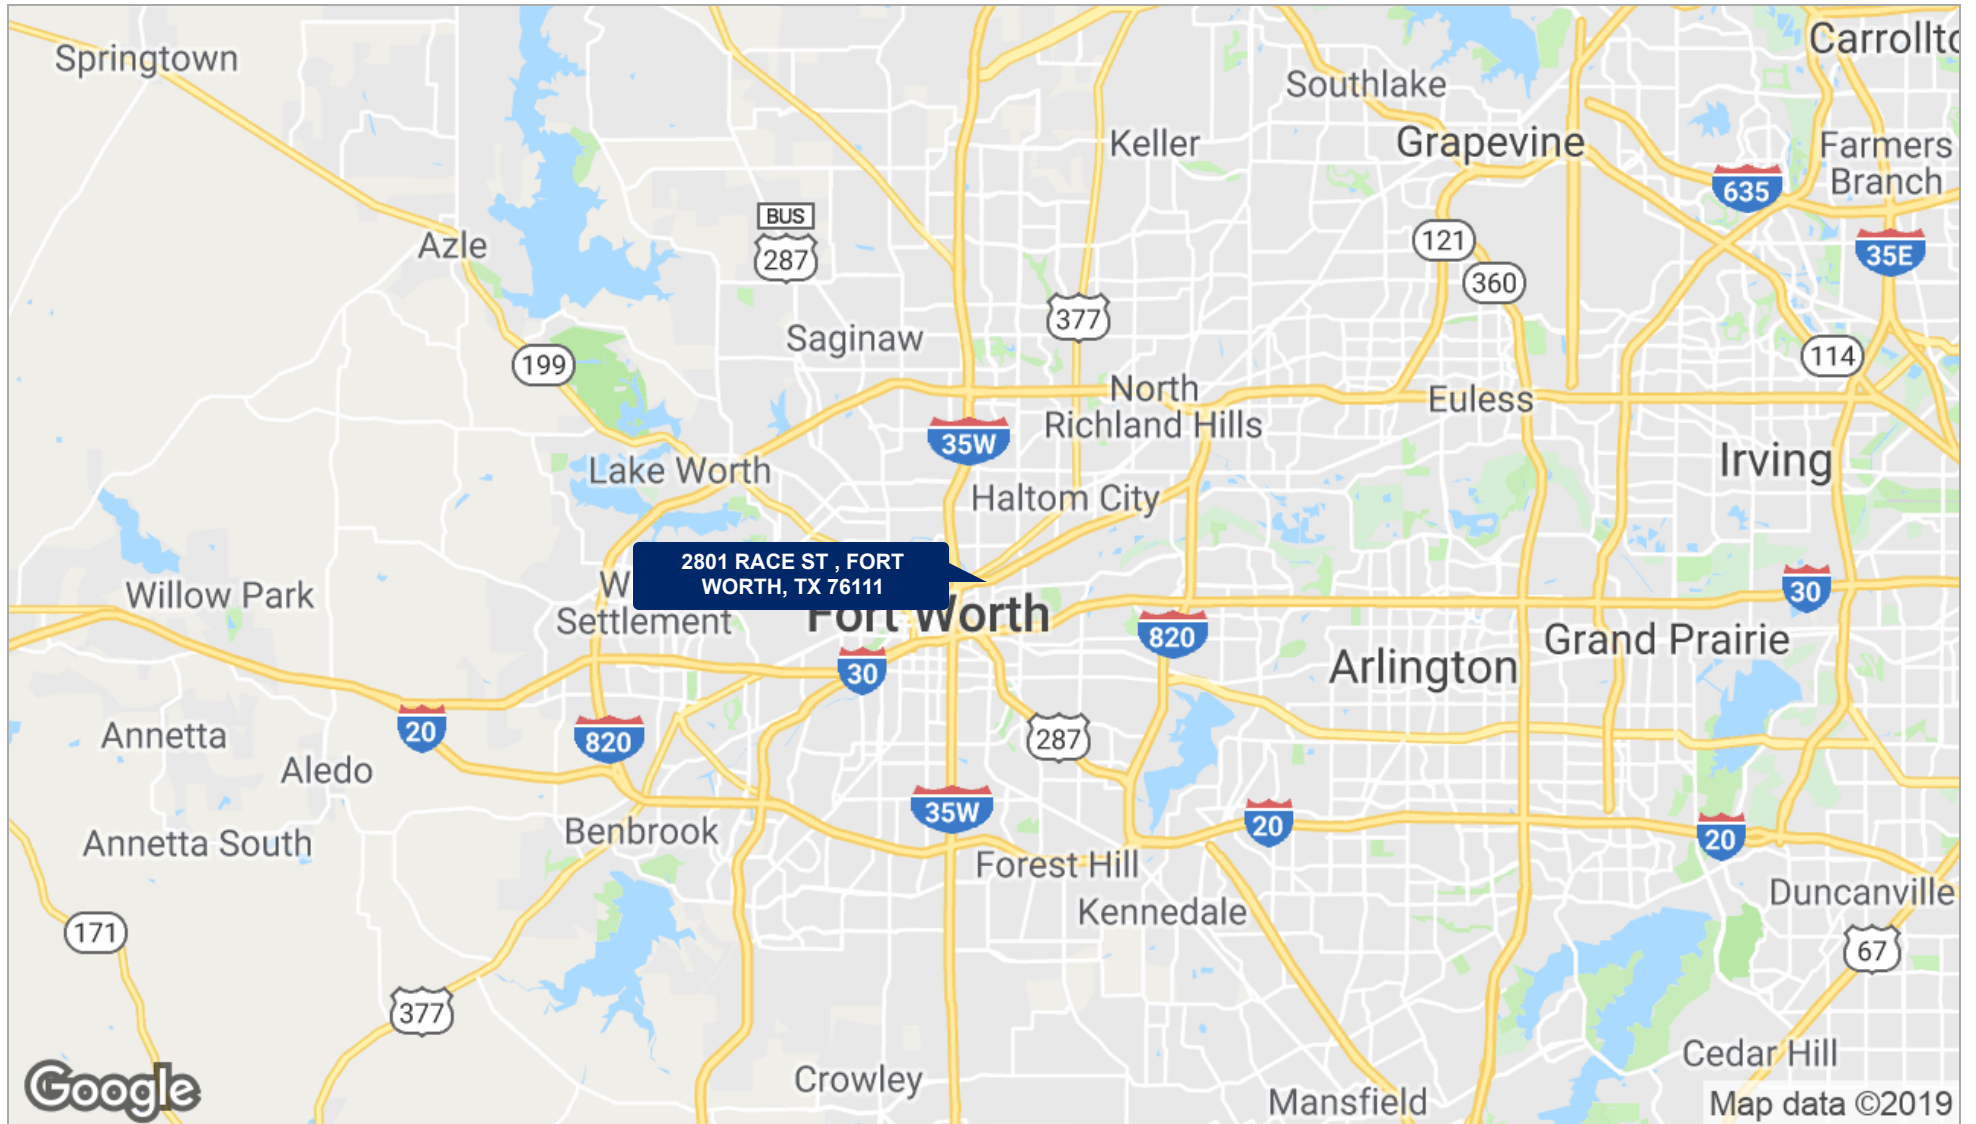 Springtown
Carrollto
Southlake
Keller
Grapevine
Farmers
Branch
635
BUS
287
Azle
121
35E
360
377
Saginaw
199
114
North
Richland Hills
Euless
35W
Lake Worth
Irving
Haltom City
2801 RACE ST , FORT
WORTH, TX 76111
W
Settlement
Willow Park
Fort Worth
30
820
Grand Prairie
30
Arlington
20
820
287
Annetta
Aledo
35W
20
20
Annetta South
Benbrook
Forest Hill
Kennedale
Duncanville
171
67
377
Cedar Hill
Google
Crowley
Mansfield
Map data ©2019